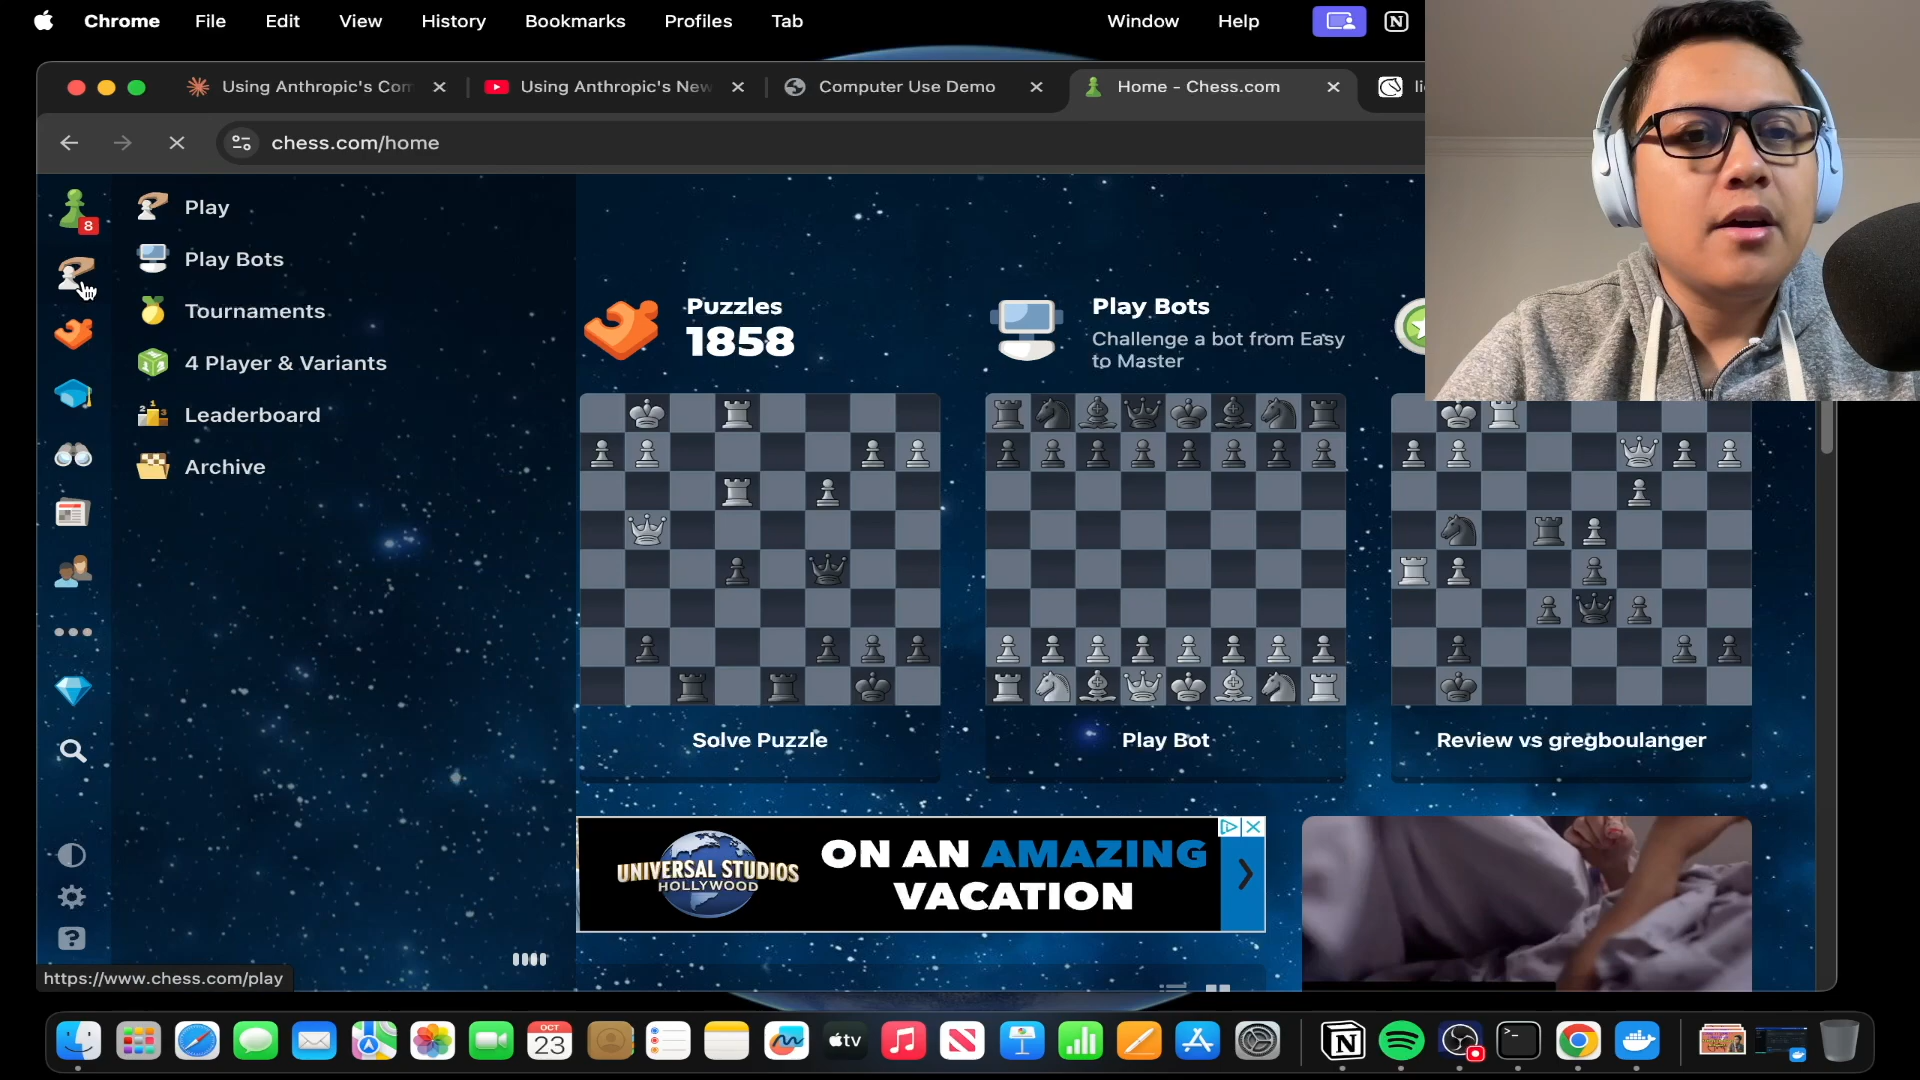 Chrome File Edit View History Bookmarks Profiles Tab Window Help
Using Anthropic's Com
Using Anthropic's New
Computer Use Demo
Home - Chess.com
chess.com/home
8
Play
Play Bots
Tournaments
4 Player & Variants
Leaderboard
Archive
Puzzles
1858
Play Bots
Challenge a bot from Easy
to Master
Solve Puzzle
Play Bot
Review vs gregboulanger
UNIVERSAL STUDIOS
HOLLYWOOD
ON AN AMAZING
VACATION
https://www.chess.com/play
OCT
23
tv